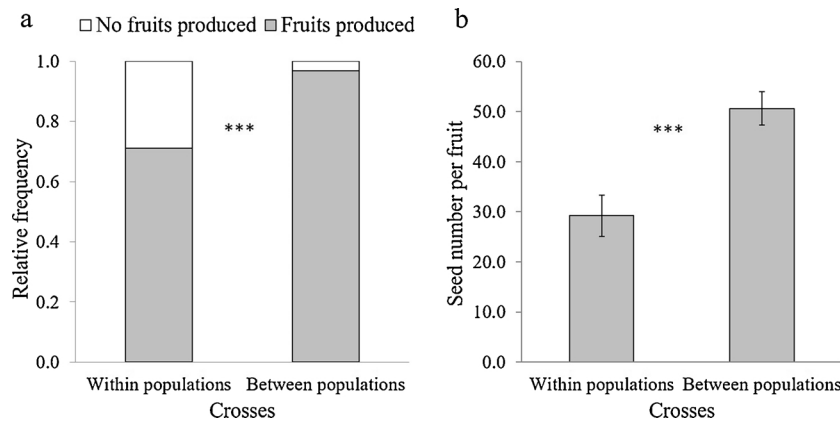 a
No fruits produced Fruits produced
Relative frequency
1.0
0.8
0.6
0.4
0.2
0.0
***
Within populations Between populations
Crosses
b
Seed number per fruit
60.0
50.0
40.0
30.0
20.0
10.0
0.0
***
Within populations Between populations
Crosses